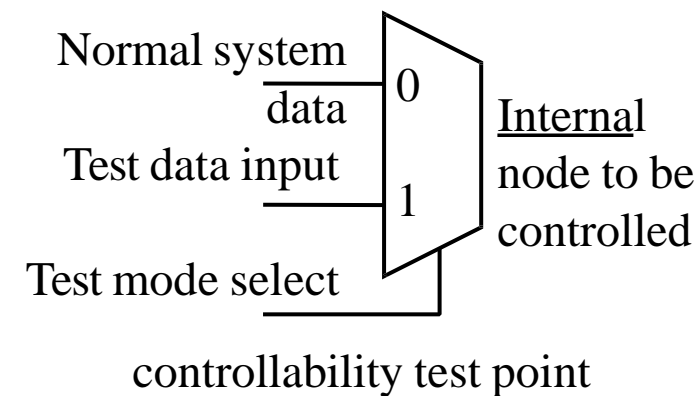 Normal system
data
0
Test data input
1
Internal
node to be
controlled
Test mode select
controllability test point